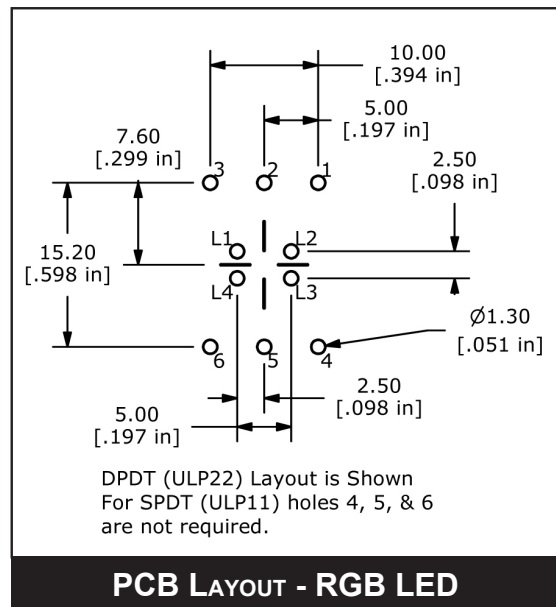 10.00
[.394 in]
5.00
[.197 in]
7.60
[.299 in]
2.50
[.098 in]
3 2 1
L1 L2
15.20
[.598 in]
L4 L3
Ø1.30
[.051 in]
6 5 4
2.50
[.098 in]
5.00
[.197 in]
DPDT (ULP22) Layout is Shown
For SPDT (ULP11) holes 4, 5, & 6
are not required.
PCB LAYOUT - RGB LED